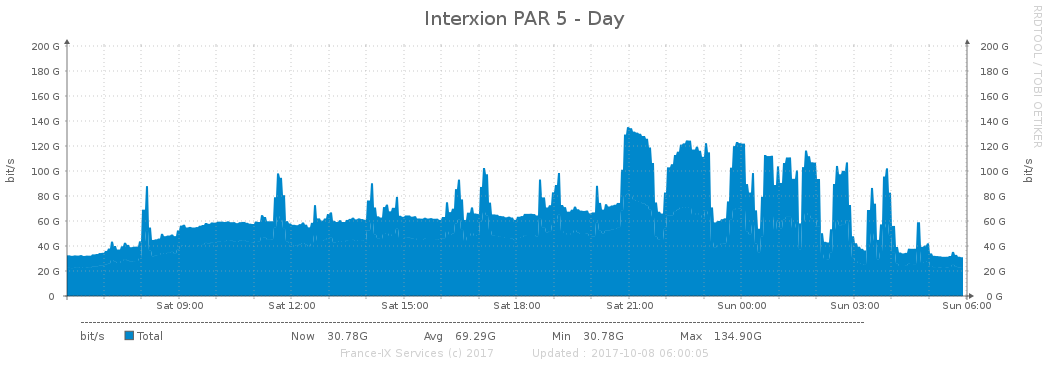 Interxion PAR 5 - Day
RRDTOOL / TOBI OETIKER
200 G 200 G
180 G 180 G
160 G 160 G
140 G 140 G
120 G 120 G
100 G 100 G
80 G 80 G
60 G 60 G
40 G 40 G
20 G 20 G
0 0 G
bit/s bit/s
Sat 09:00 Sat 12:00 Sat 15:00 Sat 18:00 Sat 21:00 Sun 00:00 Sun 03:00 Sun 06:00
bit/s Total Now 30.78G Avg 69.29G Min 30.78G Max 134.90G
France-IX Services (c) 2017 Updated : 2017-10-08 06:00:05